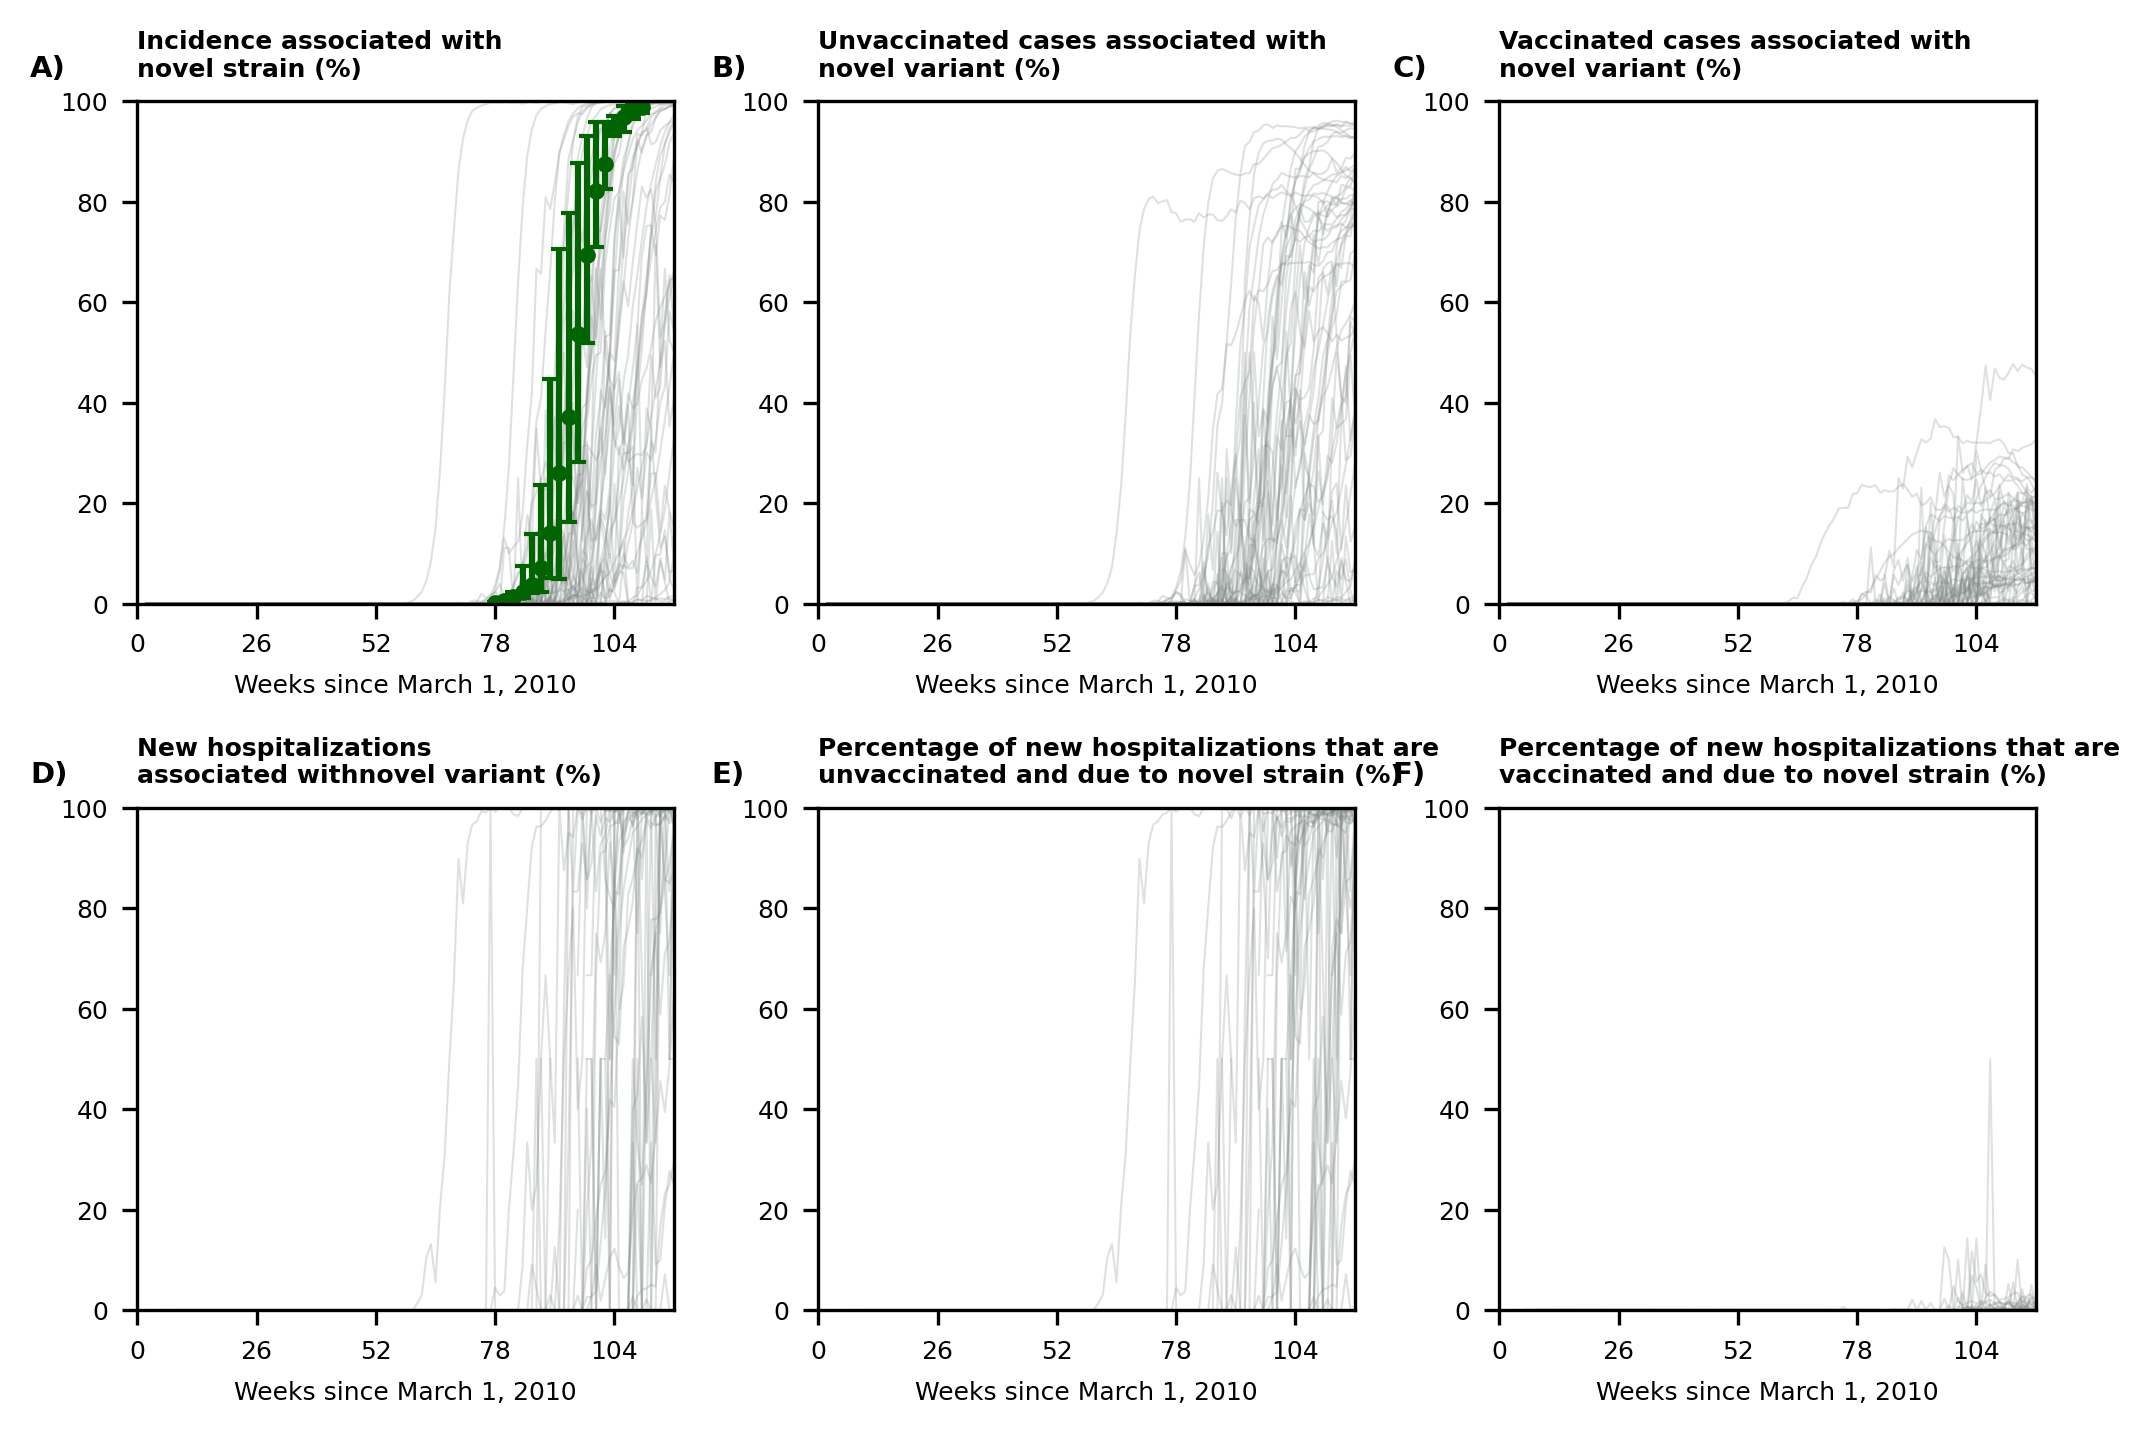 A)
Incidence associated with
novel strain (%)
100
80
60
40
20
0
0 26 52 78 104
Weeks since March 1, 2010
B)
Unvaccinated cases associated with
novel variant (%)
100
80
60
40
20
0
0 26 52 78 104
Weeks since March 1, 2010
C)
Vaccinated cases associated with
novel variant (%)
100
80
60
40
20
0
0 26 52 78 104
Weeks since March 1, 2010
D)
New hospitalizations
associated withnovel variant (%)
100
80
60
40
20
0
0 26 52 78 104
Weeks since March 1, 2010
E)
Percentage of new hospitalizations that are
unvaccinated and due to novel strain (%)
100
80
60
40
20
0
0 26 52 78 104
Weeks since March 1, 2010
F)
Percentage of new hospitalizations that are
vaccinated and due to novel strain (%)
100
80
60
40
20
0
0 26 52 78 104
Weeks since March 1, 2010